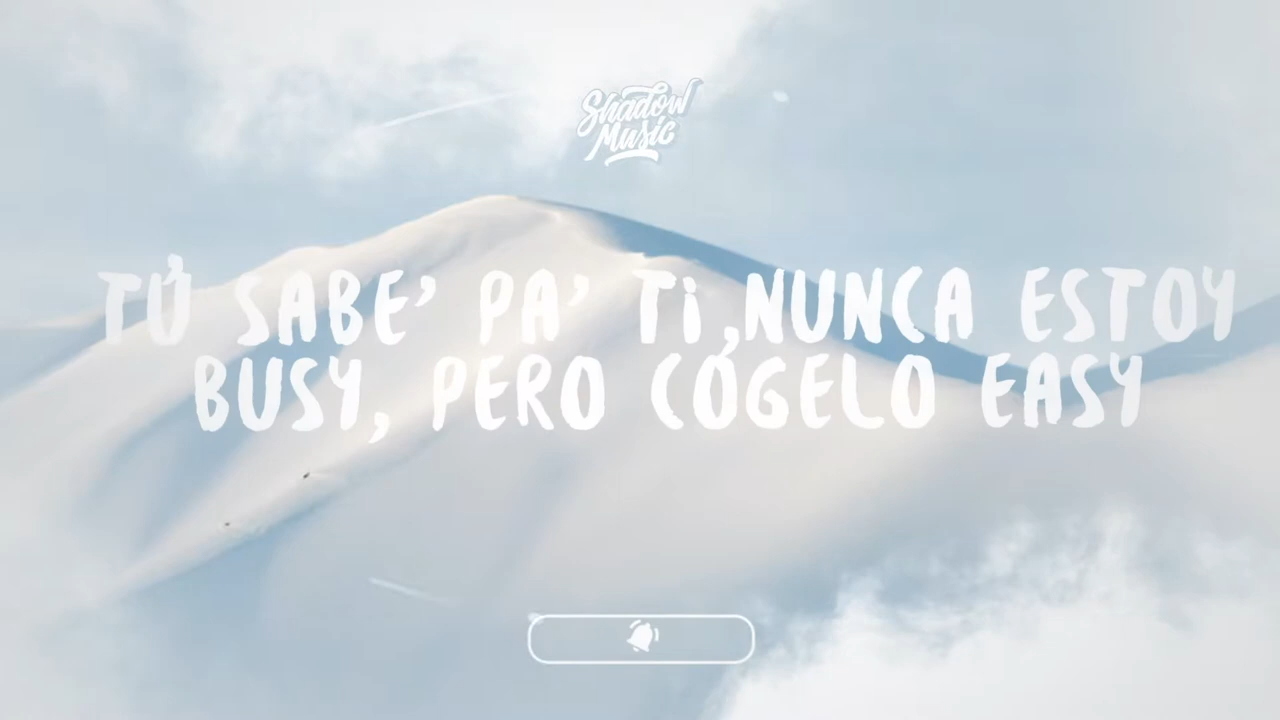 Shadow
Music
TÚ SABE' PA' Ti ,NUNCA ESTOY
BUSY, PERO CÓGELO EASY